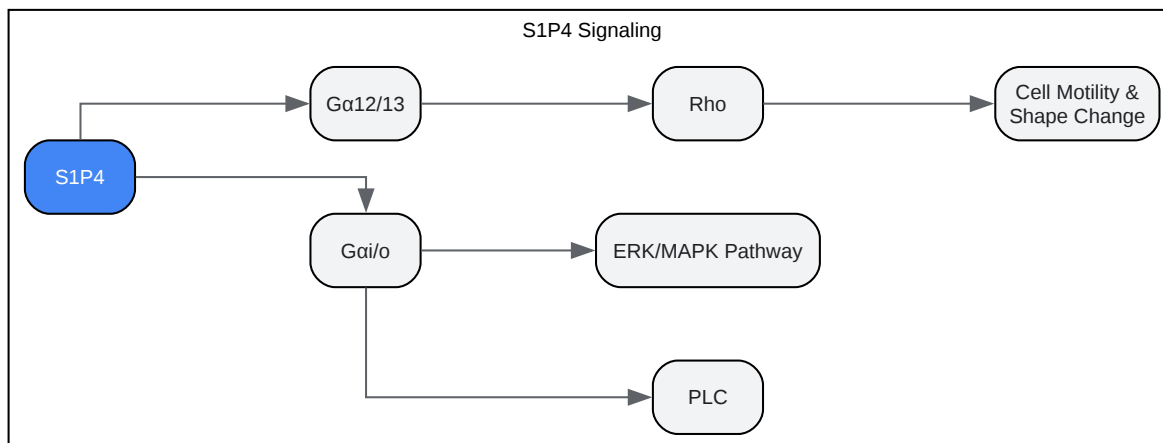 S1P4 Signaling
Gα12/13
Rho
Cell Motility &
Shape Change
S1P4
Gαi/o
ERK/MAPK Pathway
PLC